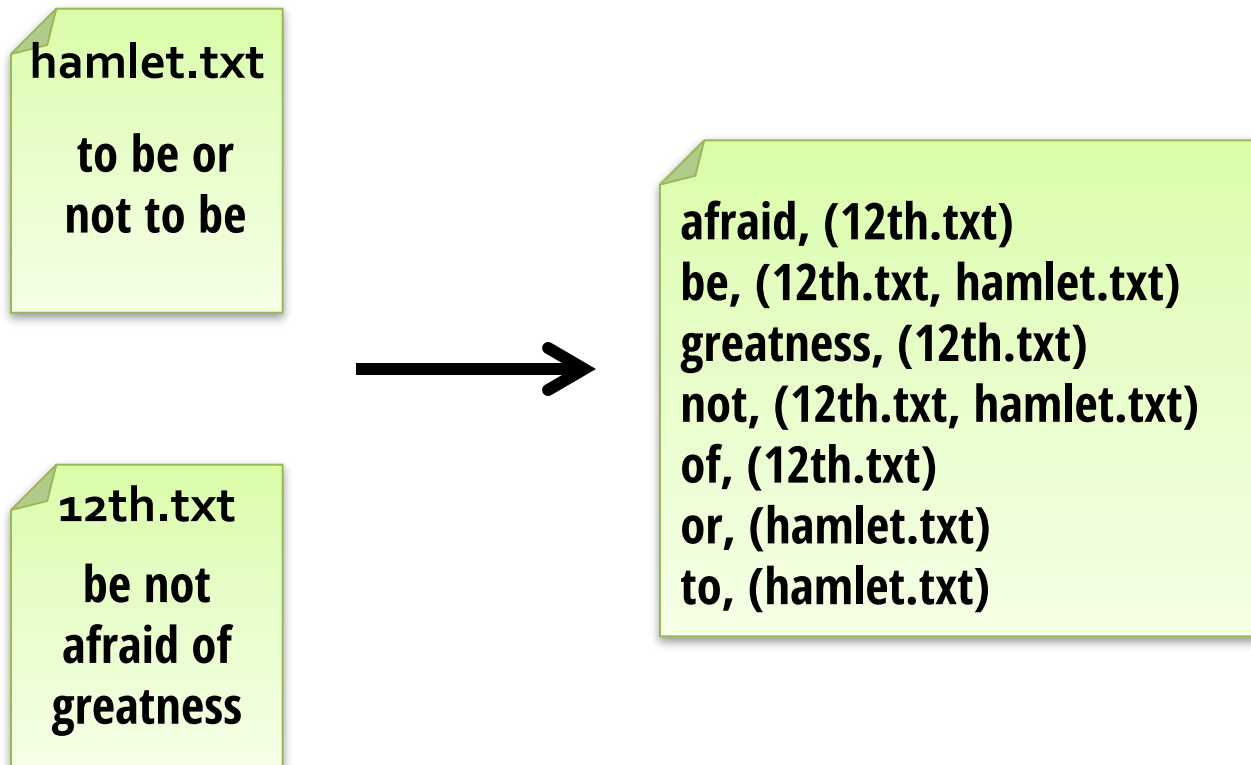 hamlet.txt
to be or
not to be
12th.txt
be not
afraid of
greatness
afraid, (12th.txt)
be, (12th.txt, hamlet.txt)
greatness, (12th.txt)
not, (12th.txt, hamlet.txt)
of, (12th.txt)
or, (hamlet.txt)
to, (hamlet.txt)